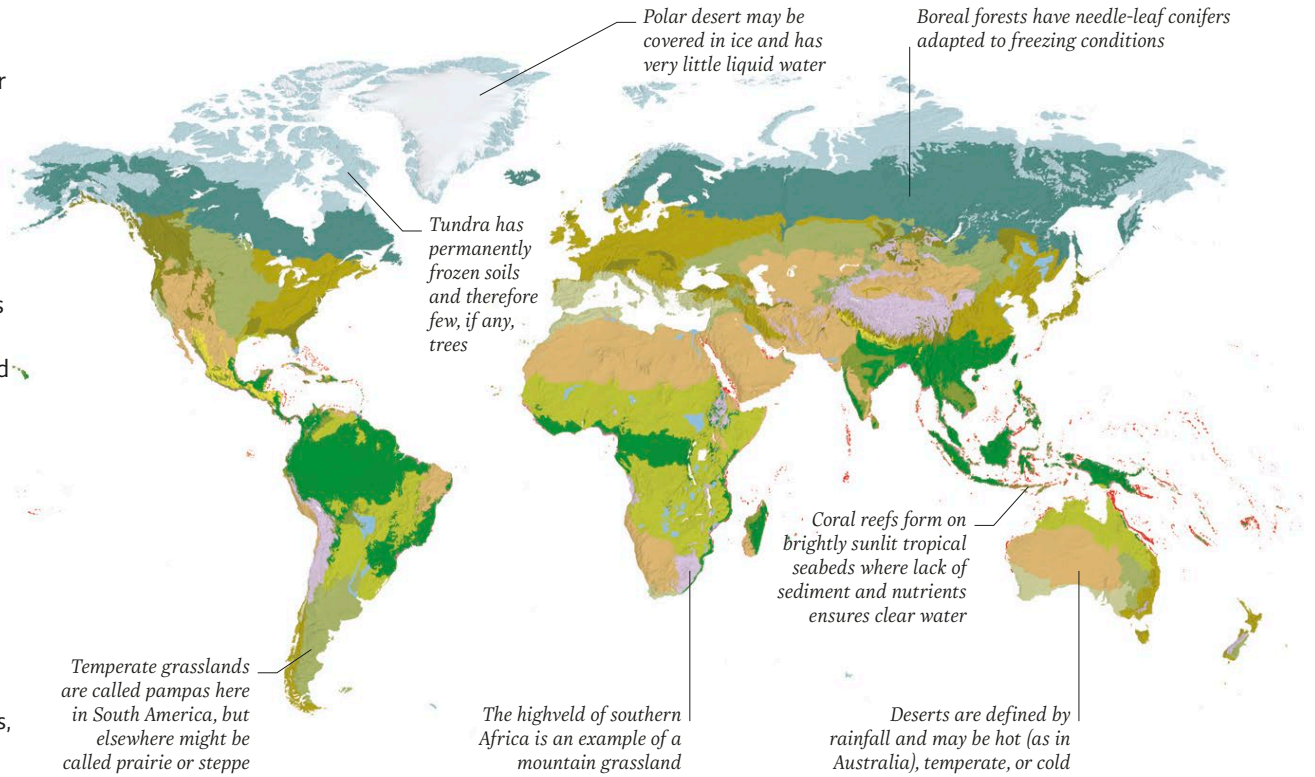 Polar desert may be
covered in ice and has
very little liquid water
Boreal forests have needle-leaf conifers
adapted to freezing conditions
r
Tundra has
permanently
frozen soils
and therefore
few, if any,
trees
s
d
Coral reefs form on
brightly sunlit tropical
seabeds where lack of
sediment and nutrients
ensures clear water
Temperate grasslands
are called pampas here
in South America, but
elsewhere might be
called prairie or steppe
s,
The highveld of southern
Africa is an example of a
mountain grassland
Deserts are defined by
rainfall and may be hot (as in
Australia), temperate, or cold